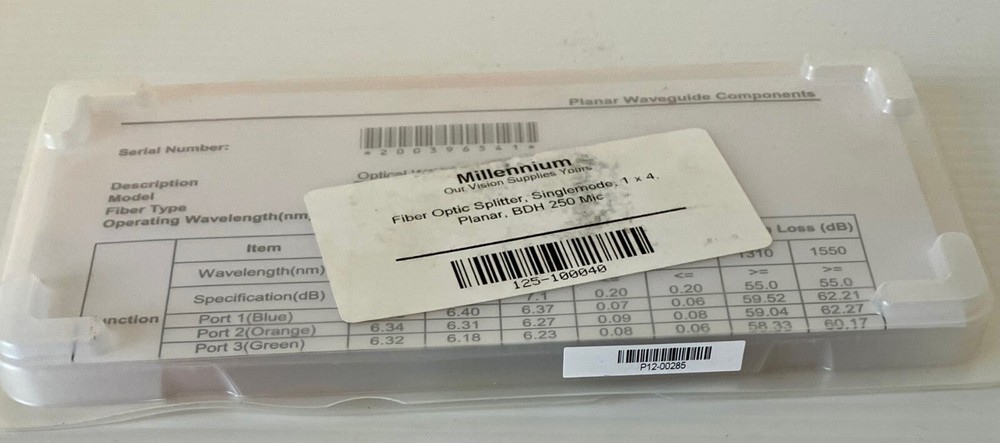 Planar Waveguide Components
Serial Number:
*20039654 1*
Description
Model
Fiber Type
Operating Wavelength(nm
Optical
Millennium
Our Vision Supplies Yours
Fiber Optic Splitter, Singlemode, 1 x 4,
Planar, BDH 250 Mic
125-100040
Item
Loss (dB)
1310 1550
Wavelength(nm)
<= >= >=
Specification(dB) 7.1 0.20 0.20 55.0 55.0
Port 1(Blue) 6.40 6.37 0.07 0.06 59.52 62.21
Port 2(Orange) 6.34 6.31 6.27 0.09 0.08 59.04 62.27
Port 3(Green) 6.32 6.18 6.23 0.08 0.06 58.33 60.17
unction
P12-00285